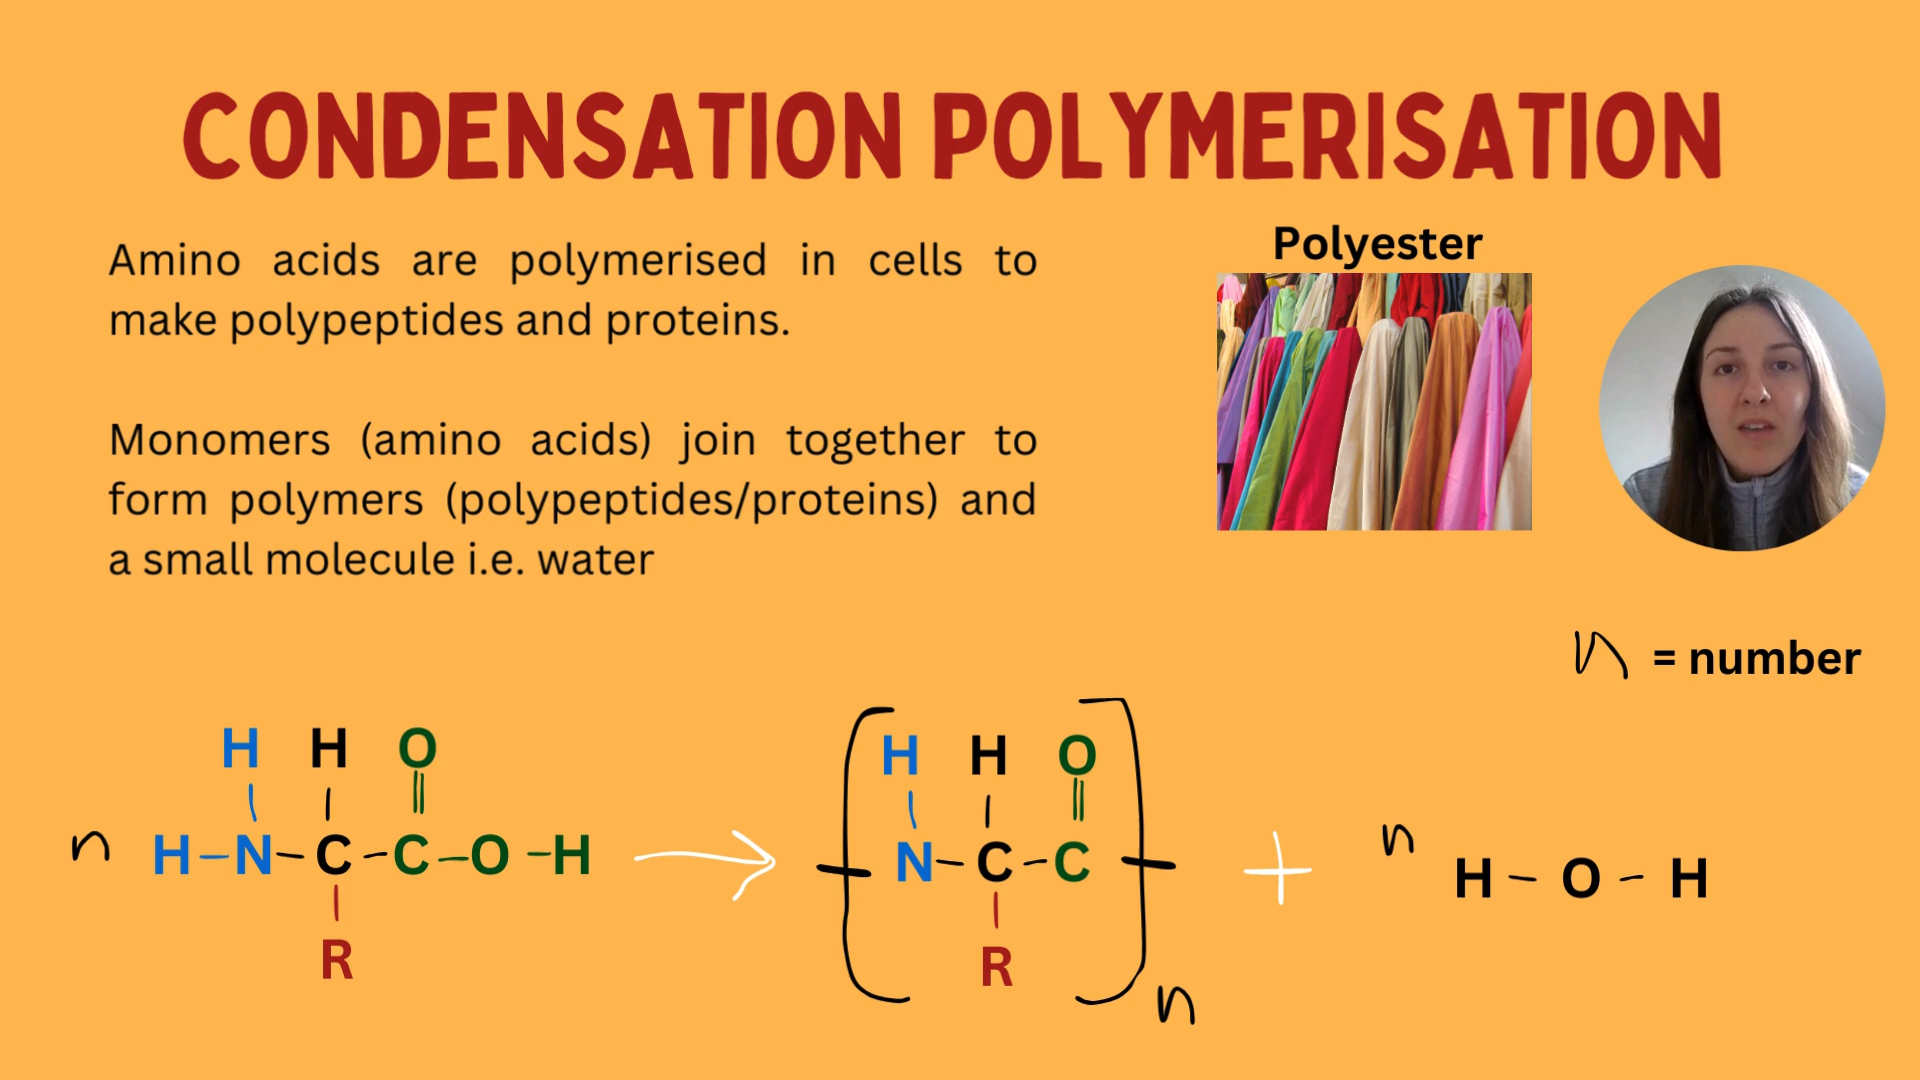 CONDENSATION POLYMERISATION
Amino acids are polymerised in cells to
make polypeptides and proteins.
Monomers (amino acids) join together to
form polymers (polypeptides/proteins) and
a small molecule i.e. water
Polyester
n = number
H H O
n H-N-C-C-O-H
R
H H O
N-C-C
R
n
n H-O-H